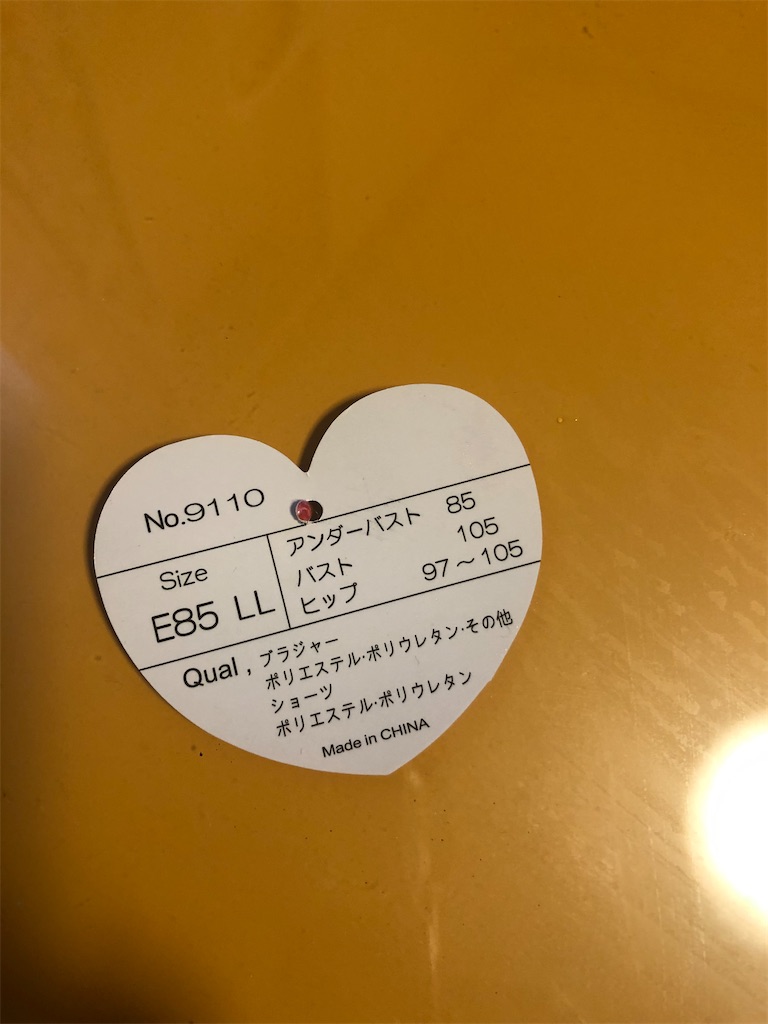 No.9110
Size
E85 LL
アンダーバスト 85
バスト 105
ヒップ 97～105
Qual , ブラジャー
ポリエステル・ポリウレタン・その他
ショーツ
ポリエステル・ポリウレタン
Made in CHINA